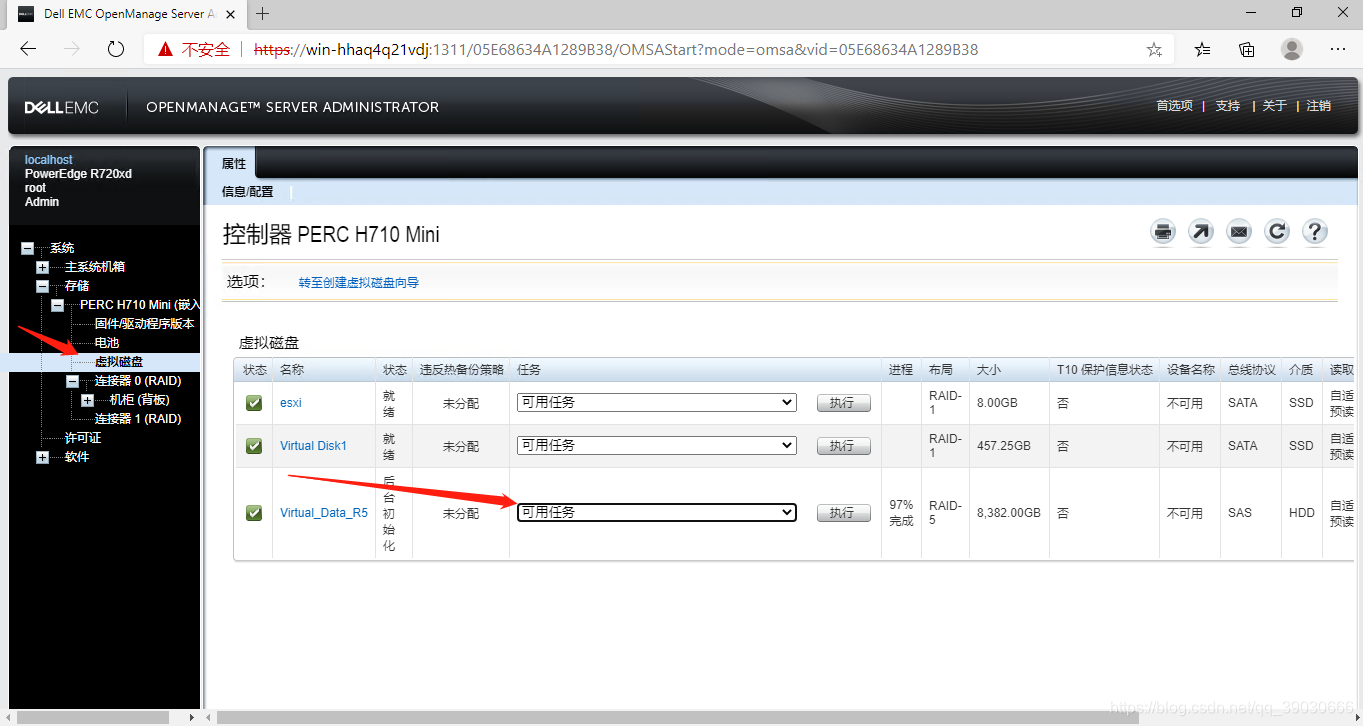 Dell EMC OpenManage Server A
不安全
https://win-hhaq4q21vdj:1311/05E68634A1289B38/OMSAStart?mode=omsa&vid=05E68634A1289B38
DELLEMC
OPENMANAGE™ SERVER ADMINISTRATOR
首选项 | 支持 | 关于 | 注销
localhost
PowerEdge R720xd
root
Admin
系统
主系统机箱
存储
PERC H710 Mini (嵌入
固件/驱动程序版本
电池
虚拟磁盘
连接器 0 (RAID)
机柜 (背板)
连接器 1 (RAID)
许可证
软件
属性
信息/配置
控制器 PERC H710 Mini
选项：
转至创建虚拟磁盘向导
虚拟磁盘
状态 名称 状态 违反热备份策略 任务 进程 布局 大小 T10 保护信息状态 设备名称 总线协议 介质 读取
esxi 就绪 未分配 可用任务 执行 RAID-1 8.00GB 否 不可用 SATA SSD 自适 预读
Virtual Disk1 就绪 未分配 可用任务 执行 RAID-1 457.25GB 否 不可用 SATA SSD 自适 预读
Virtual_Data_R5 后台初始化 未分配 可用任务 执行 97% 完成 RAID-5 8,382.00GB 否 不可用 SAS HDD 自适 预读
https://blog.csdn.net/qq_39030666